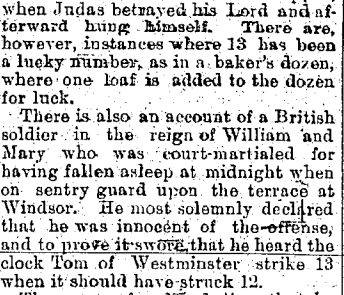 when Judas betrayed his Lord and af-
terward hung himself. There are,
however, instances where 13 has been
a lucky number, as in a baker's dozen,
where one loaf is added to the dozen
for luck.
There is also an account of a British
soldier in the reign of William and
Mary who was court-martialed for
having fallen asleep at midnight when
on sentry guard upon the terrace at
Windsor. He most solemnly declared
that he was innocent of the offense,
and to prove it swore that he heard the
clock Tom of Westminster strike 13
when it should have struck 12.